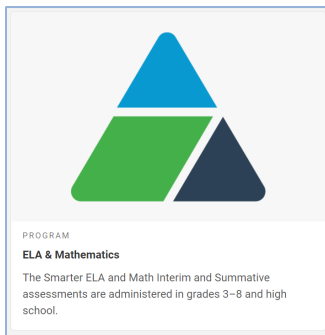 PROGRAM
ELA & Mathematics
The Smarter ELA and Math Interim and Summative
assessments are administered in grades 3–8 and high
school.